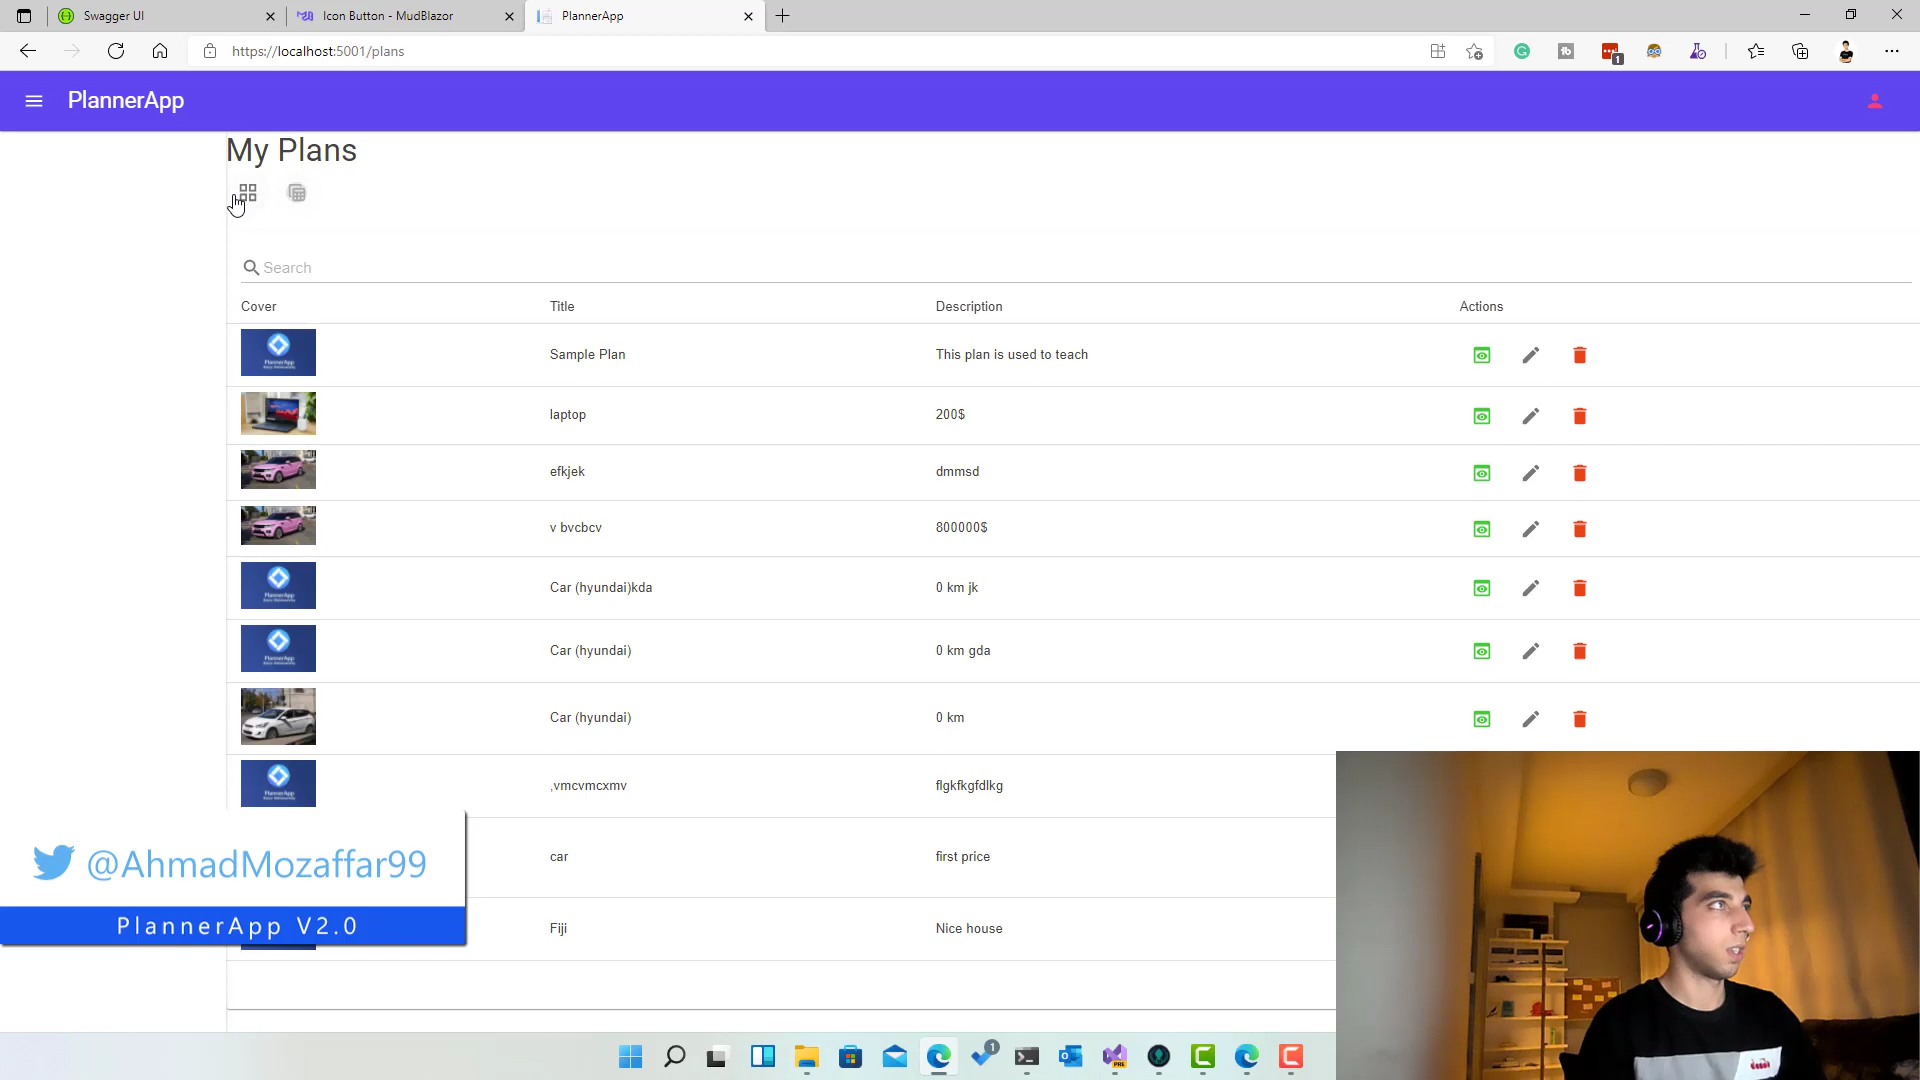 Swagger UI
Icon Button - MudBlazor
PlannerApp
https://localhost:5001/plans
1
PlannerApp
My Plans
Search
Cover Title Description Actions
Sample Plan This plan is used to teach
laptop 200$
efkjek dmmsd
v bvcbcv 800000$
Car (hyundai)kda 0 km jk
Car (hyundai) 0 km gda
Car (hyundai) 0 km
,vmcvmcxmv flgkfkgfdlkg
car first price
Fiji Nice house
@AhmadMozaffar99
PlannerApp V2.0
1